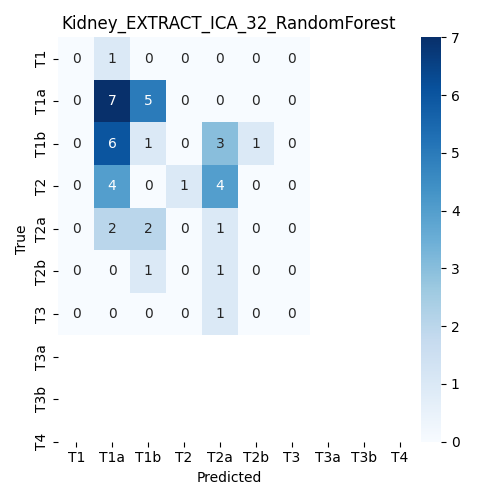 Kidney_EXTRACT_ICA_32_RandomForest
T1 0 1 0 0 0 0 0
T1a 0 7 5 0 0 0 0
T1b 0 6 1 0 3 1 0
T2 0 4 0 1 4 0 0
T2a 0 2 2 0 1 0 0
T2b 0 0 1 0 1 0 0
T3 0 0 0 0 1 0 0
T3a
T3b
T4
T1 T1a T1b T2 T2a T2b T3 T3a T3b T4
Predicted
True
7
6
5
4
3
2
1
0